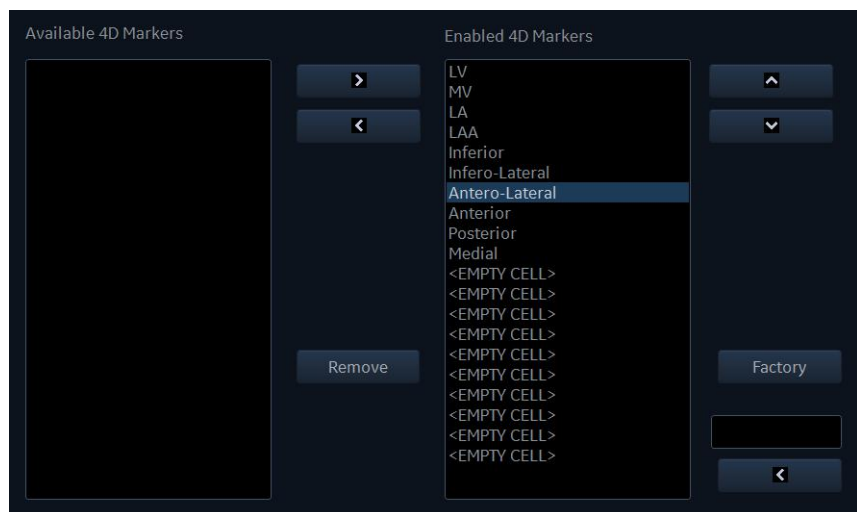 Available 4D Markers
Enabled 4D Markers
LV
MV
LA
LAA
Inferior
Infero-Lateral
Antero-Lateral
Anterior
Posterior
Medial
<EMPTY CELL>
<EMPTY CELL>
<EMPTY CELL>
<EMPTY CELL>
<EMPTY CELL>
<EMPTY CELL>
<EMPTY CELL>
<EMPTY CELL>
<EMPTY CELL>
<EMPTY CELL>
Remove
Factory